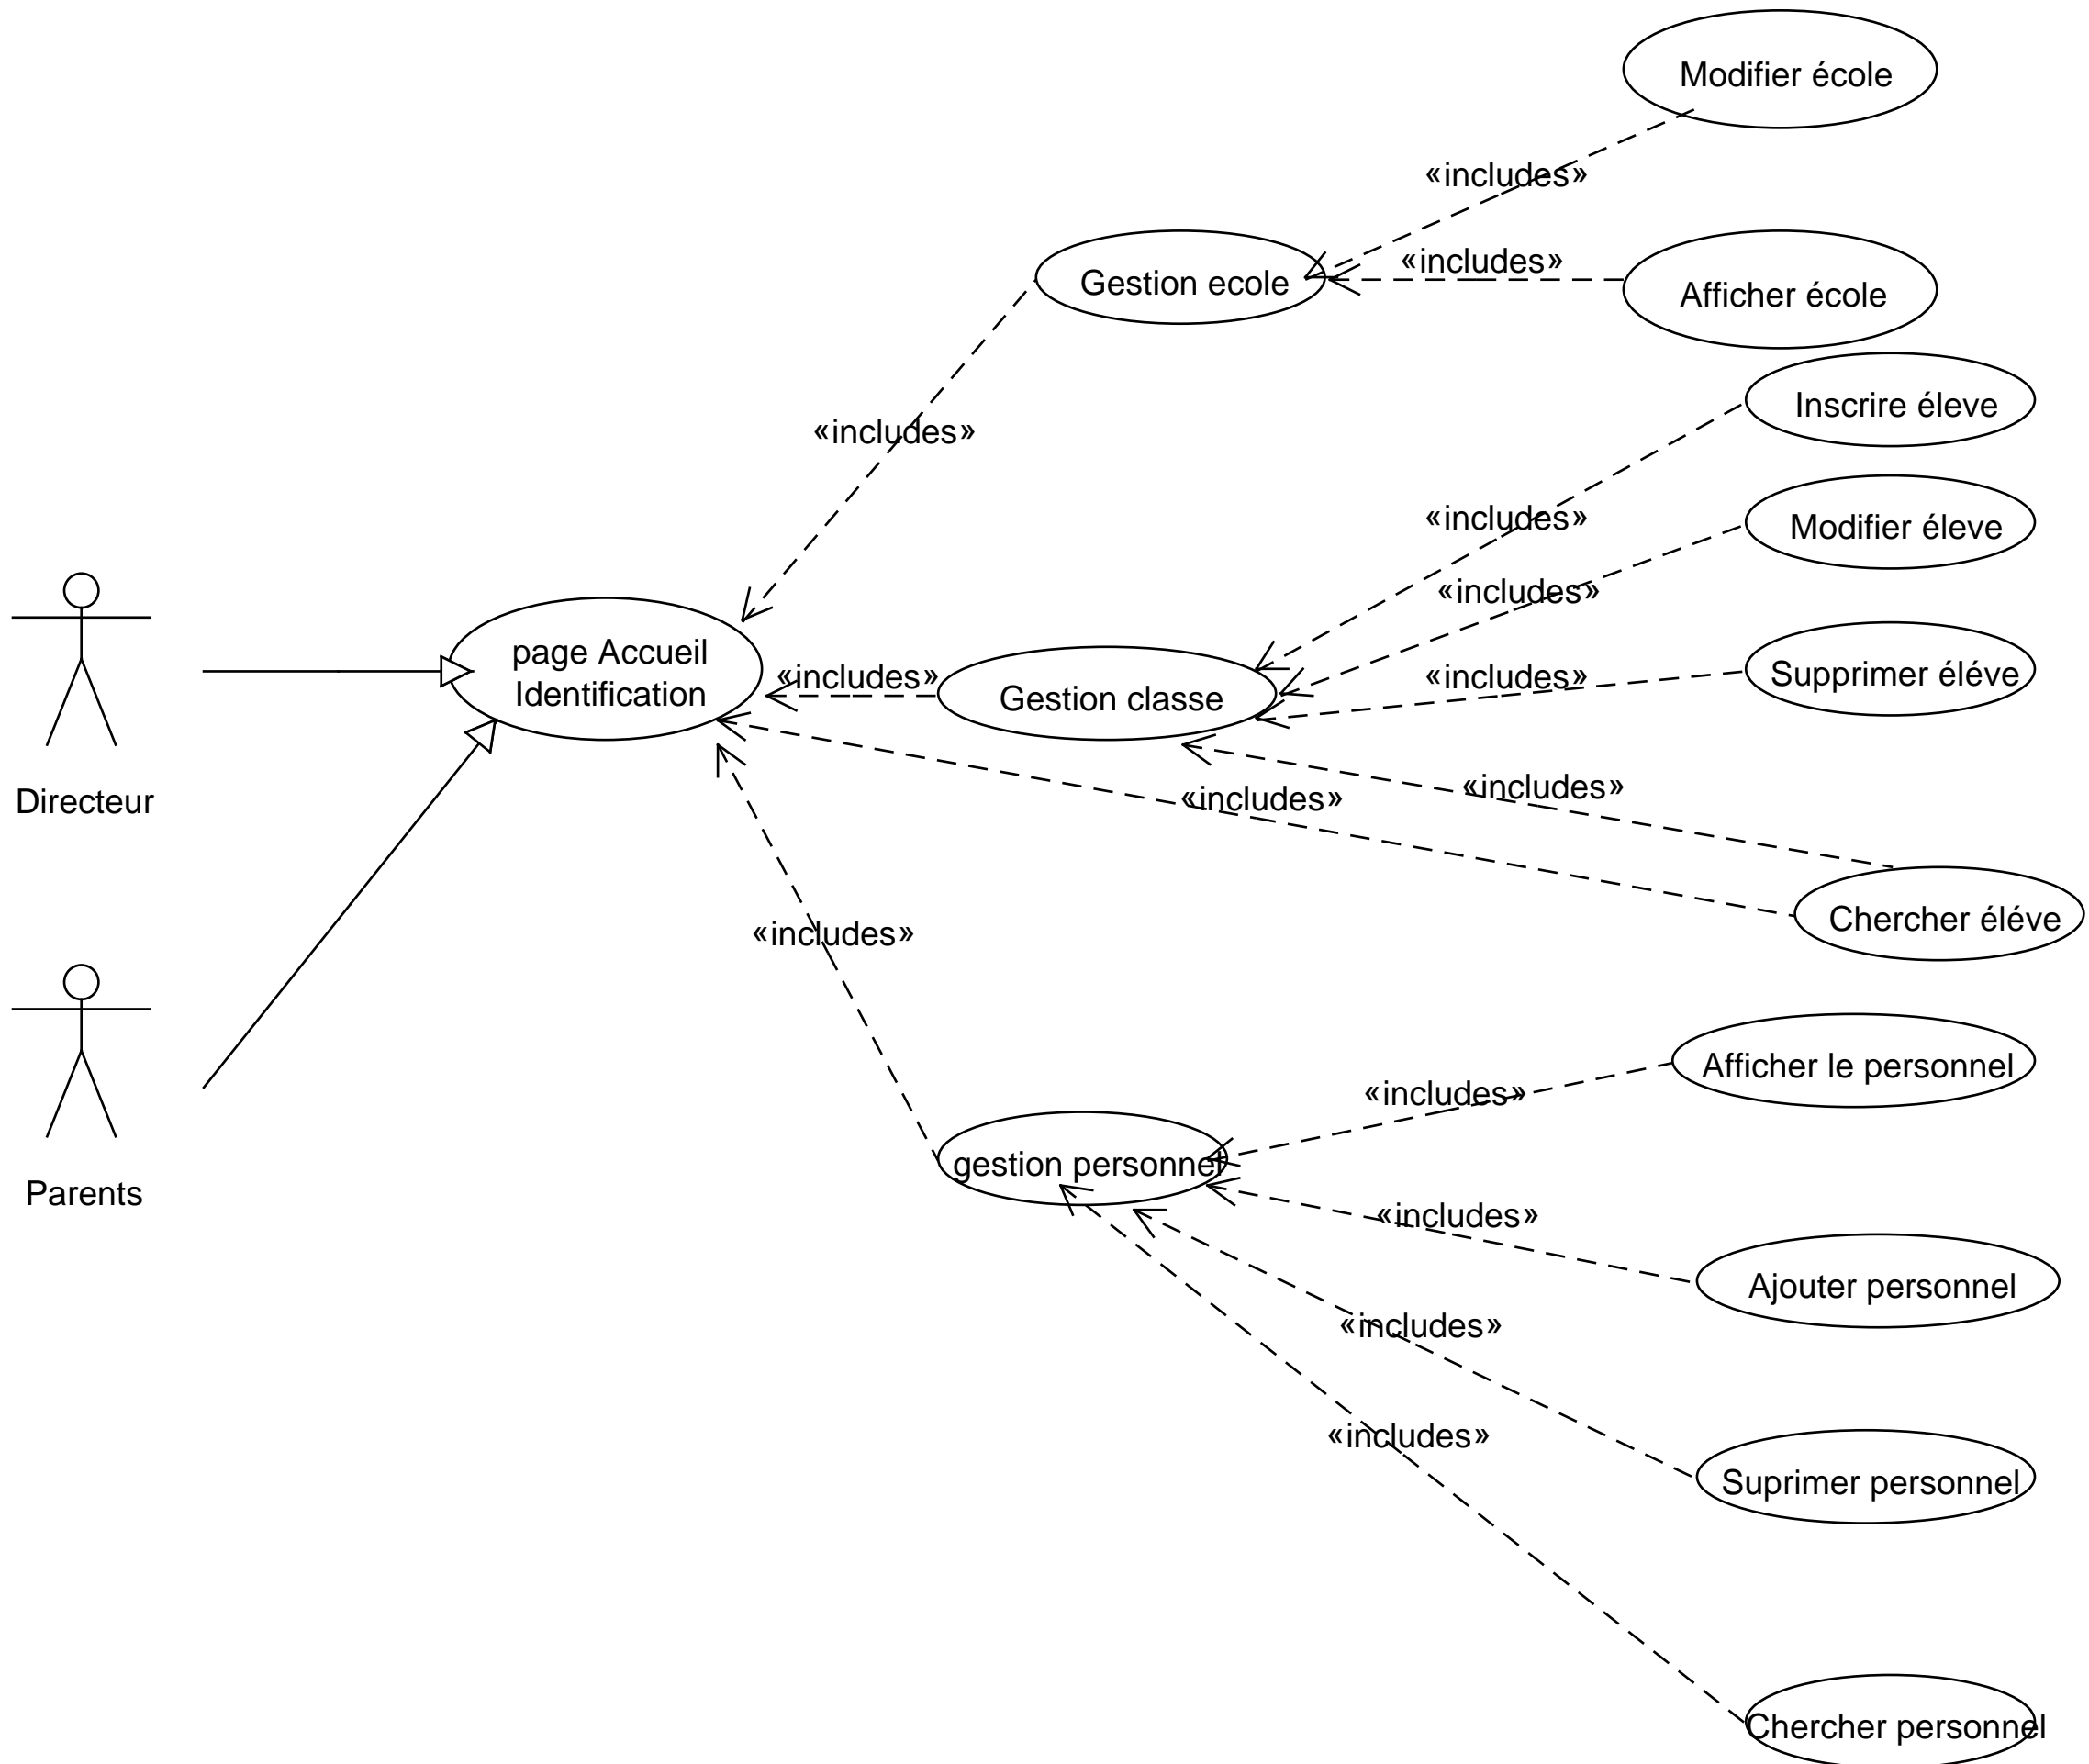 Modifier école
«includes»
Gestion ecole
«includes»
Afficher école
Inscrire éleve
«includes»
«includes»
Modifier éleve
«includes»
page Accueil
Identification
«includes»
Gestion classe
«includes»
Supprimer éléve
Directeur
«includes»
«includes»
Chercher éléve
«includes»
Afficher le personnel
«includes»
gestion personnel
Parents
«includes»
Ajouter personnel
«includes»
Suprimer personnel
«includes»
Chercher personnel